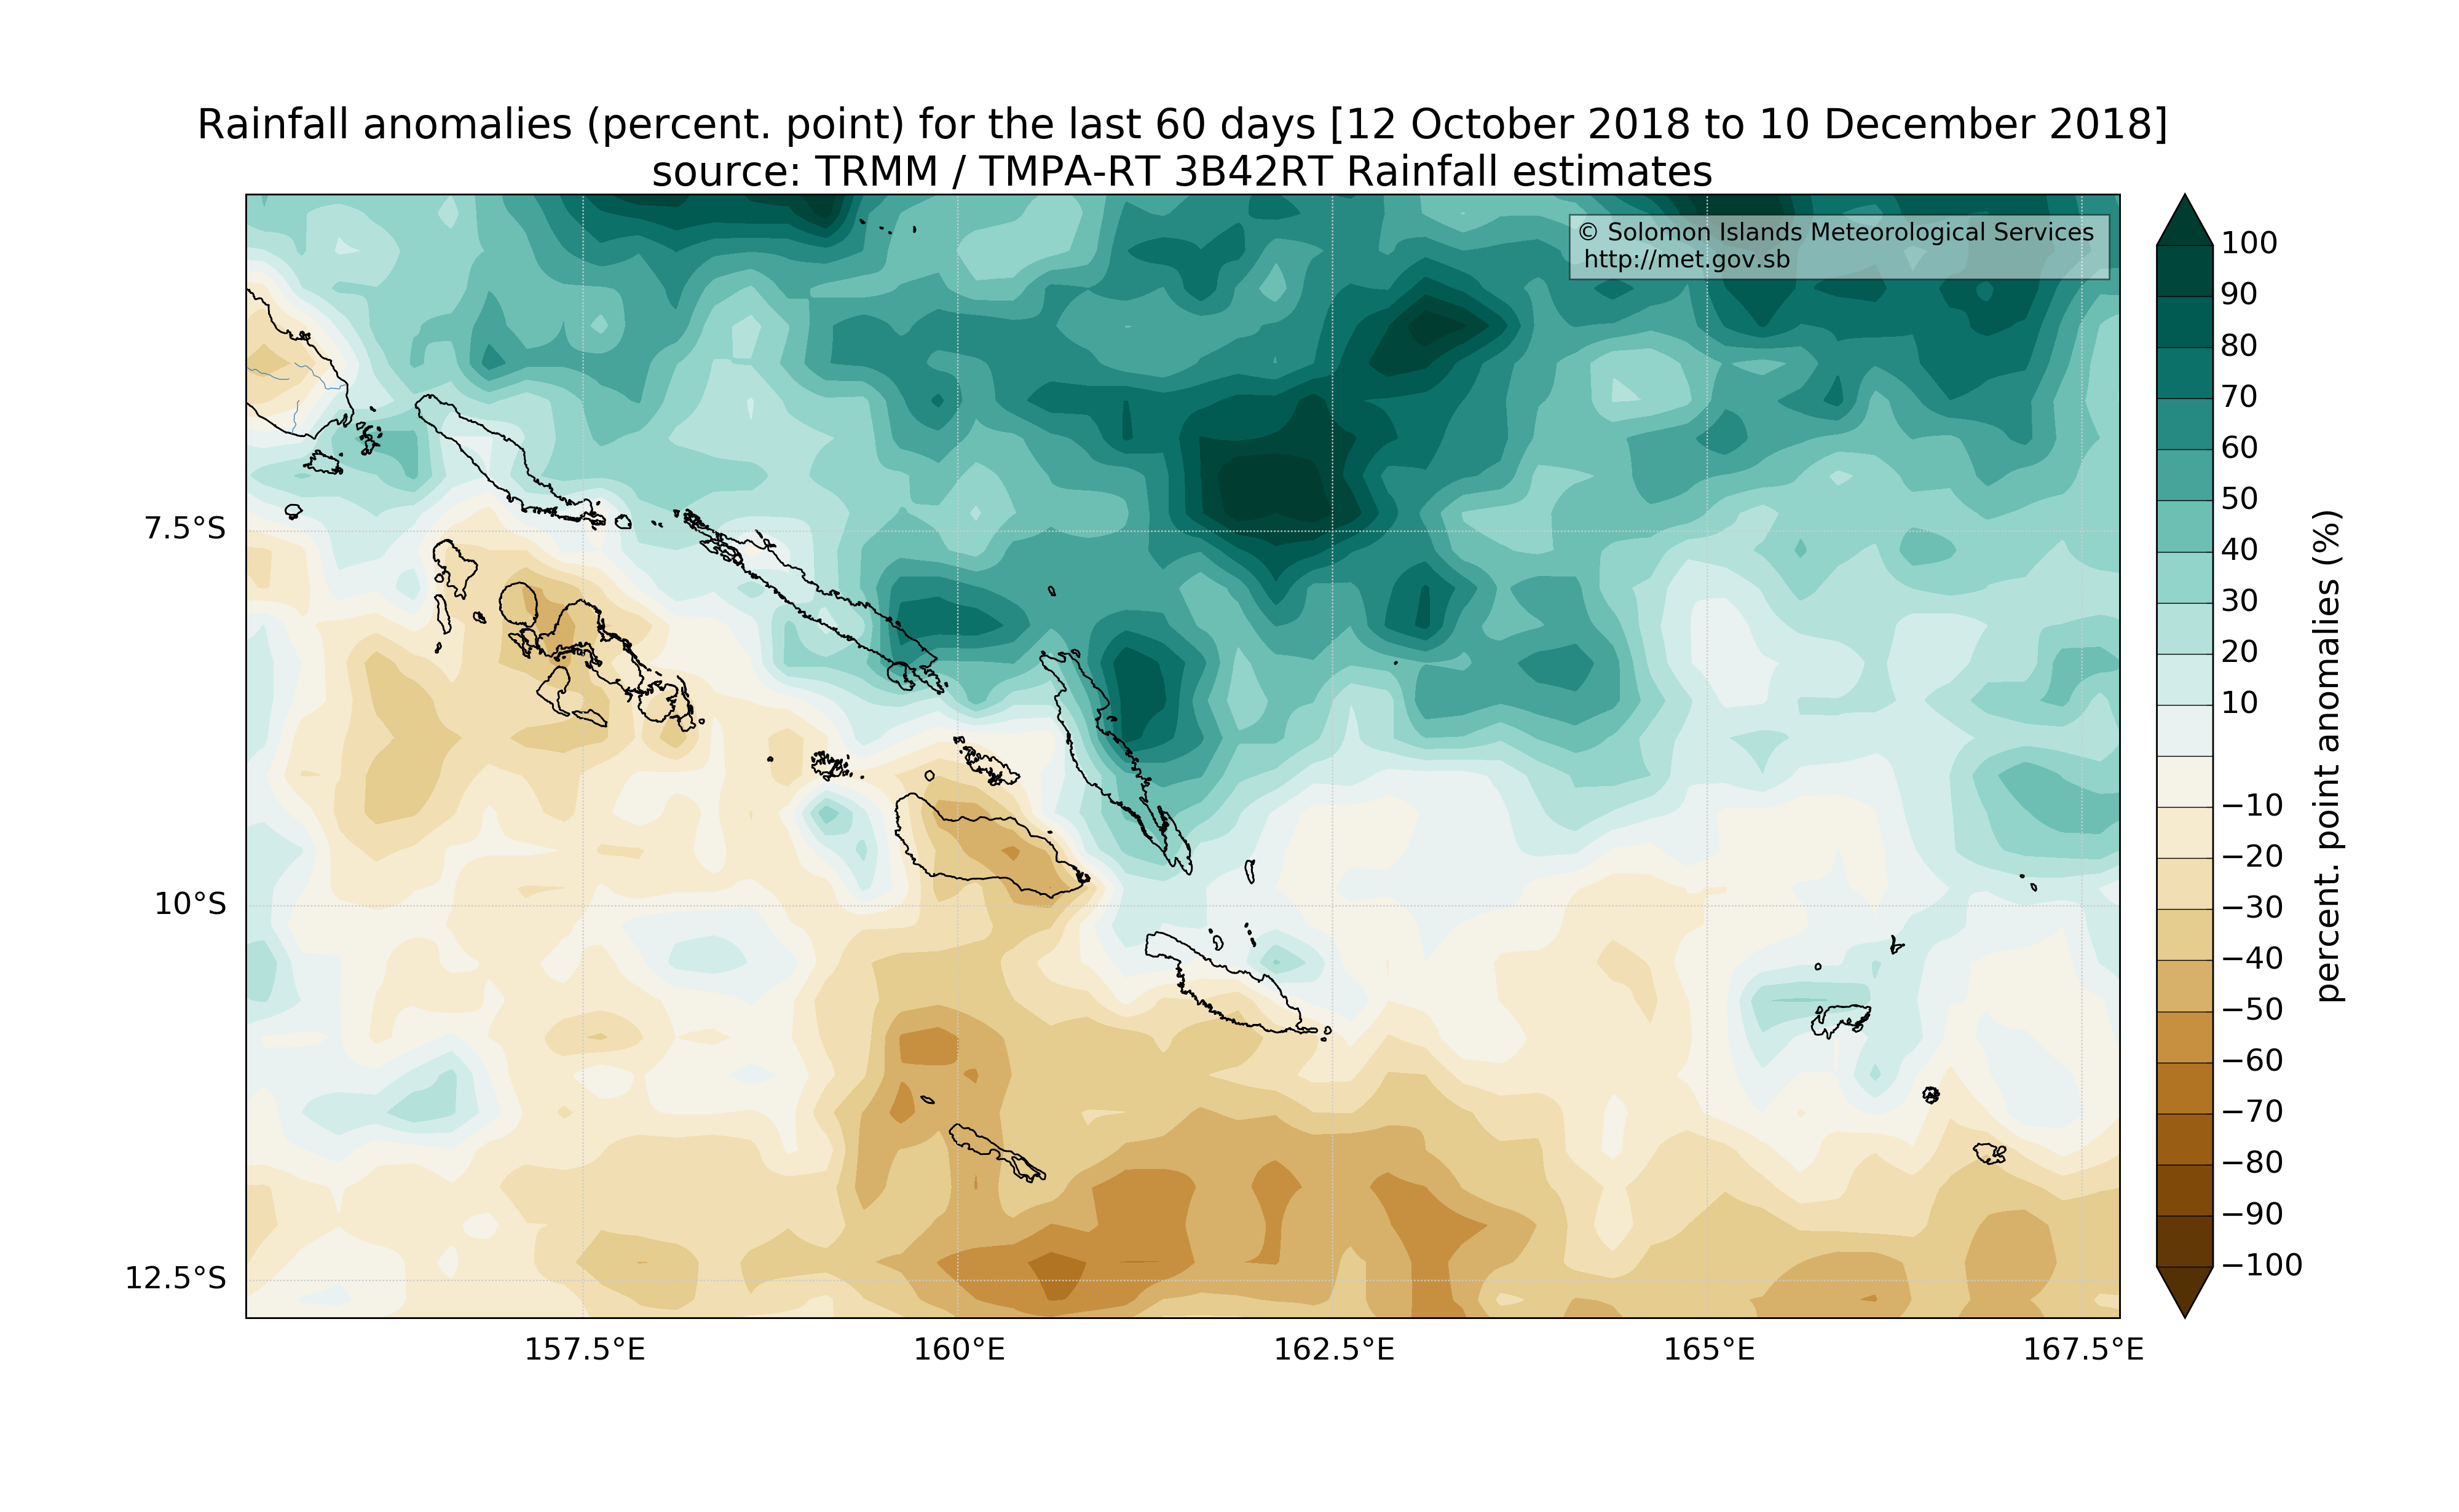 Rainfall anomalies (percent. point) for the last 60 days [12 October 2018 to 10 December 2018]
source: TRMM / TMPA-RT 3B42RT Rainfall estimates
© Solomon Islands Meteorological Services
http://met.gov.sb
7.5°S
10°S
12.5°S
157.5°E
160°E
162.5°E
165°E
167.5°E
100
90
80
70
60
50
40
30
20
10
−10
−20
−30
−40
−50
−60
−70
−80
−90
−100
percent. point anomalies (%)